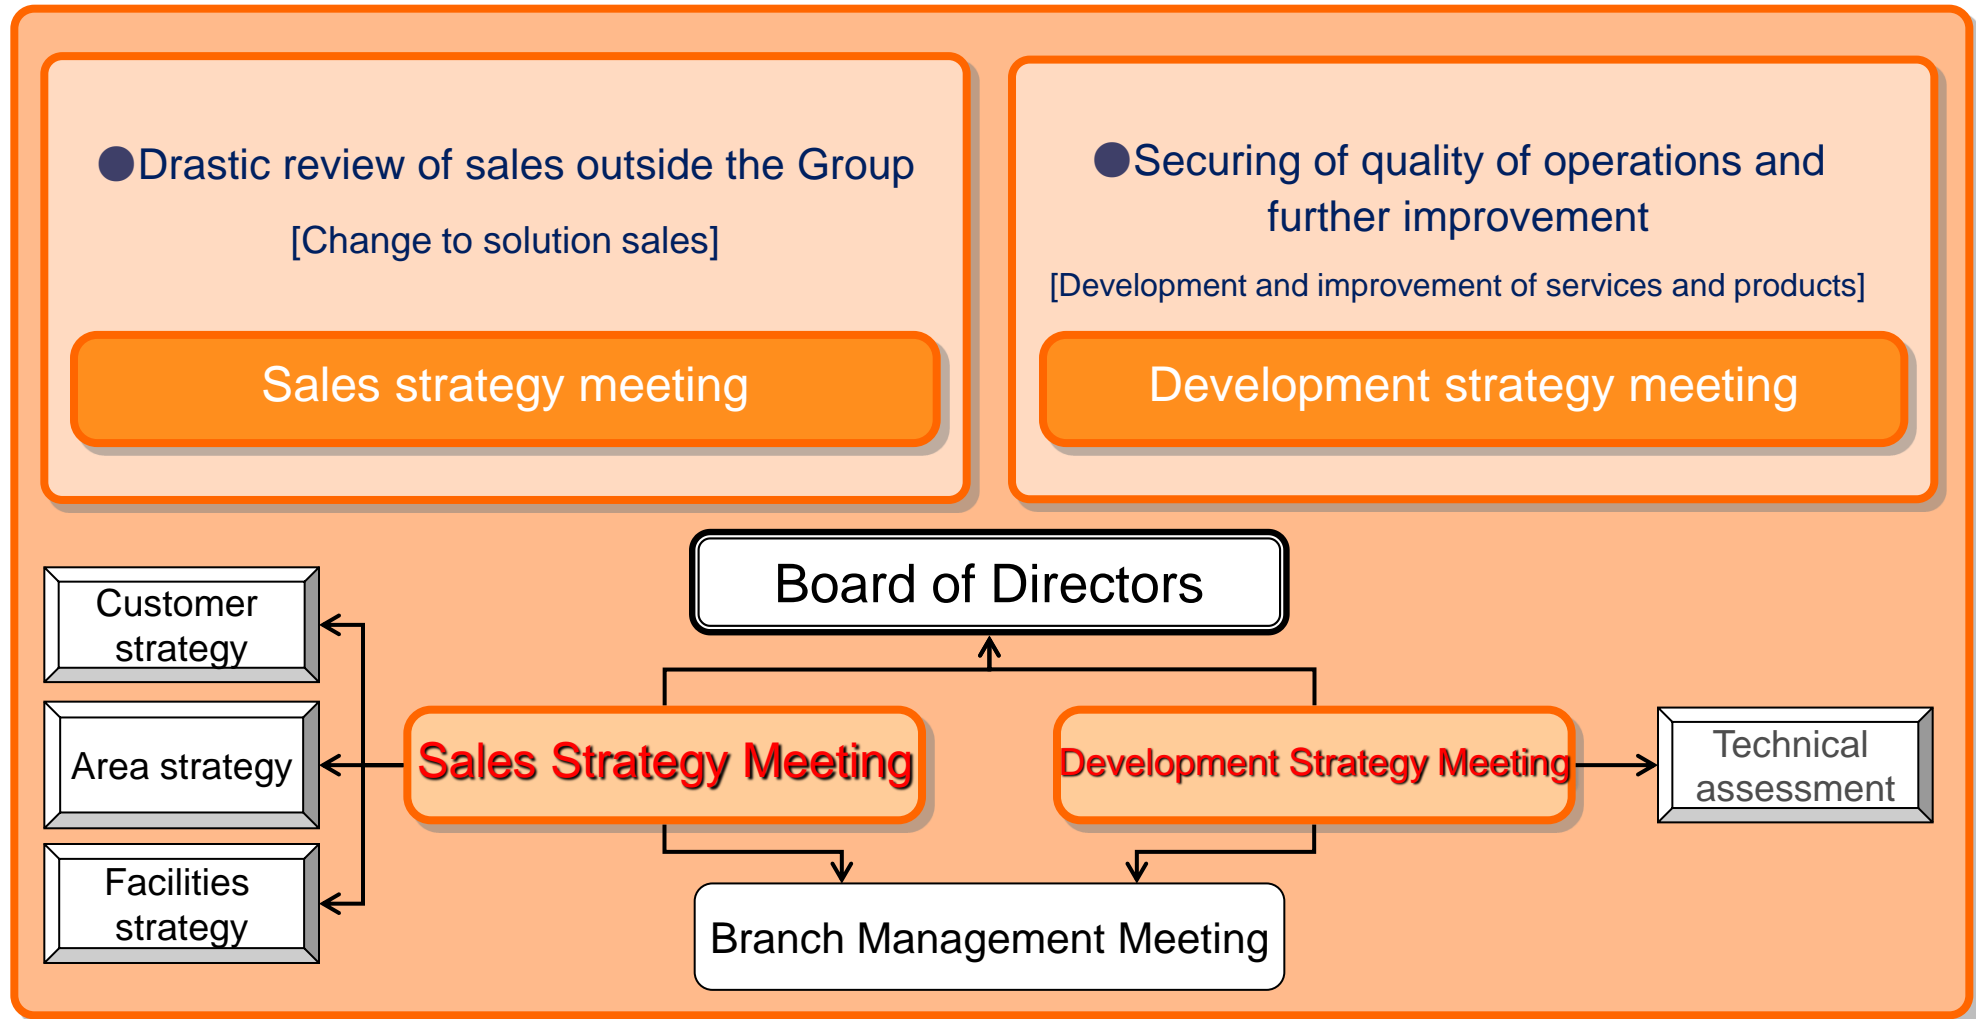 ●Drastic review of sales outside the Group
[Change to solution sales]
Sales strategy meeting
●Securing of quality of operations and
further improvement
[Development and improvement of services and products]
Development strategy meeting
Board of Directors
Customer
strategy
Area strategy
Facilities
strategy
Sales Strategy Meeting
Development Strategy Meeting
Technical
assessment
Branch Management Meeting